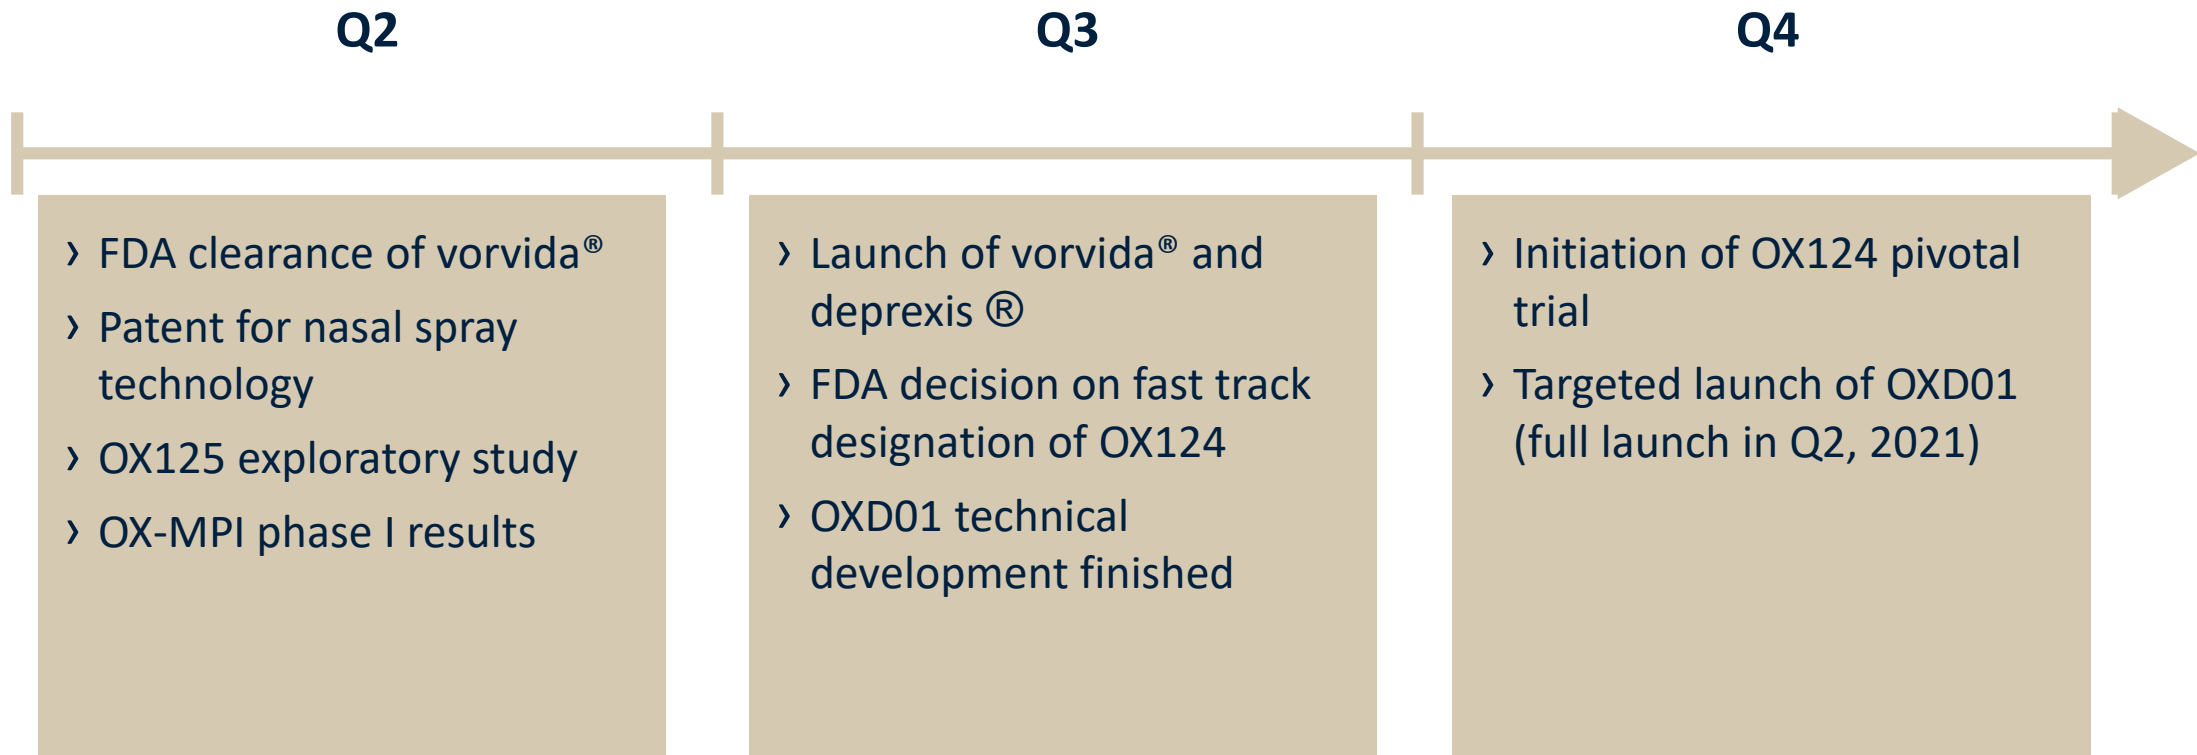 Q2
Q3
Q4
› FDA clearance of vorvida®
› Patent for nasal spray
technology
› OX125 exploratory study
› OX-MPI phase I results
› Launch of vorvida® and
deprexis ®
› FDA decision on fast track
designation of OX124
› OXD01 technical
development finished
› Initiation of OX124 pivotal
trial
› Targeted launch of OXD01
(full launch in Q2, 2021)